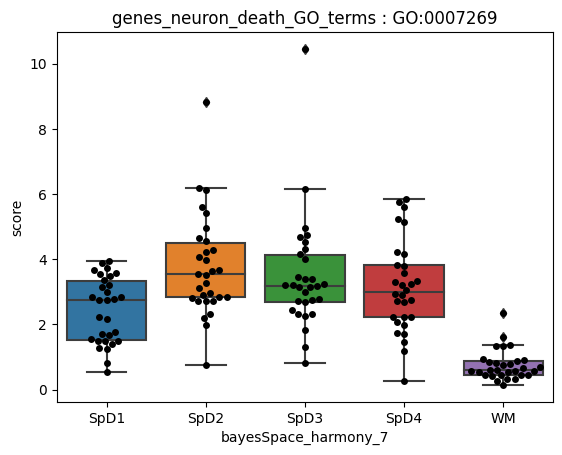 genes_neuron_death_GO_terms : GO:0007269
10
8
6
4
2
0
score
SpD1 SpD2 SpD3 SpD4 WM
bayesSpace_harmony_7